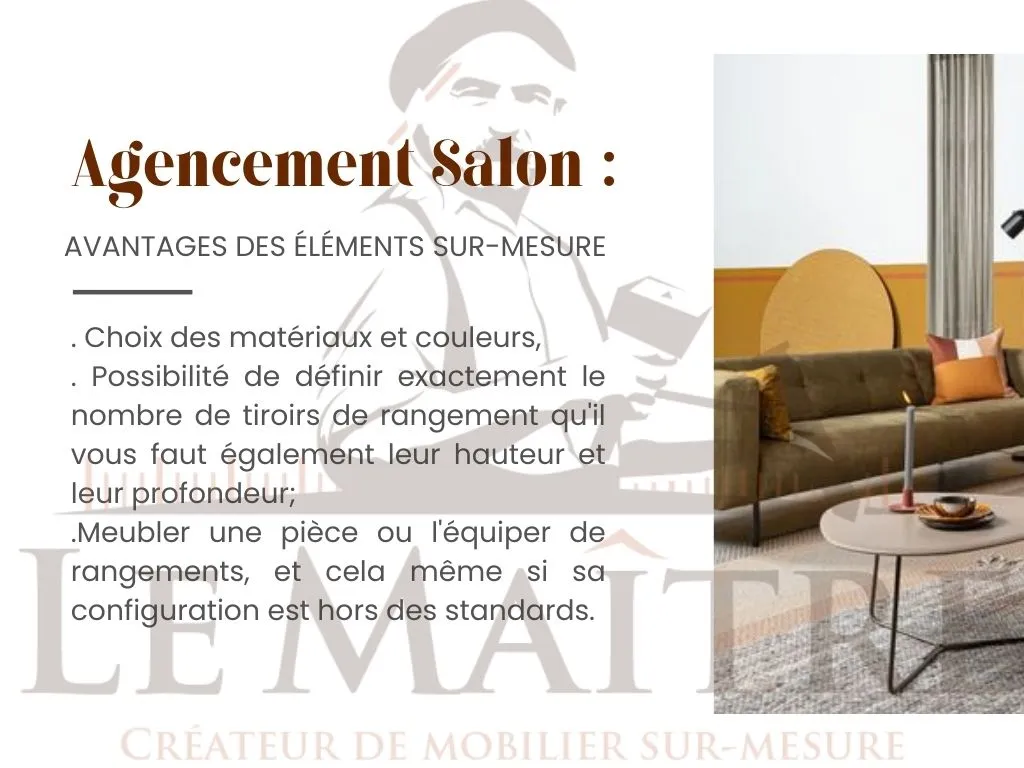 Agencement Salon :
AVANTAGES DES ÉLÉMENTS SUR-MESURE
. Choix des matériaux et couleurs,
. Possibilité de définir exactement le
nombre de tiroirs de rangement qu'il
vous faut également leur hauteur et
leur profondeur;
.Meubler une pièce ou l'équiper de
rangements, et cela même si sa
configuration est hors des standards.
LE MAÎTRE
CRÉATEUR DE MOBILIER SUR-MESURE